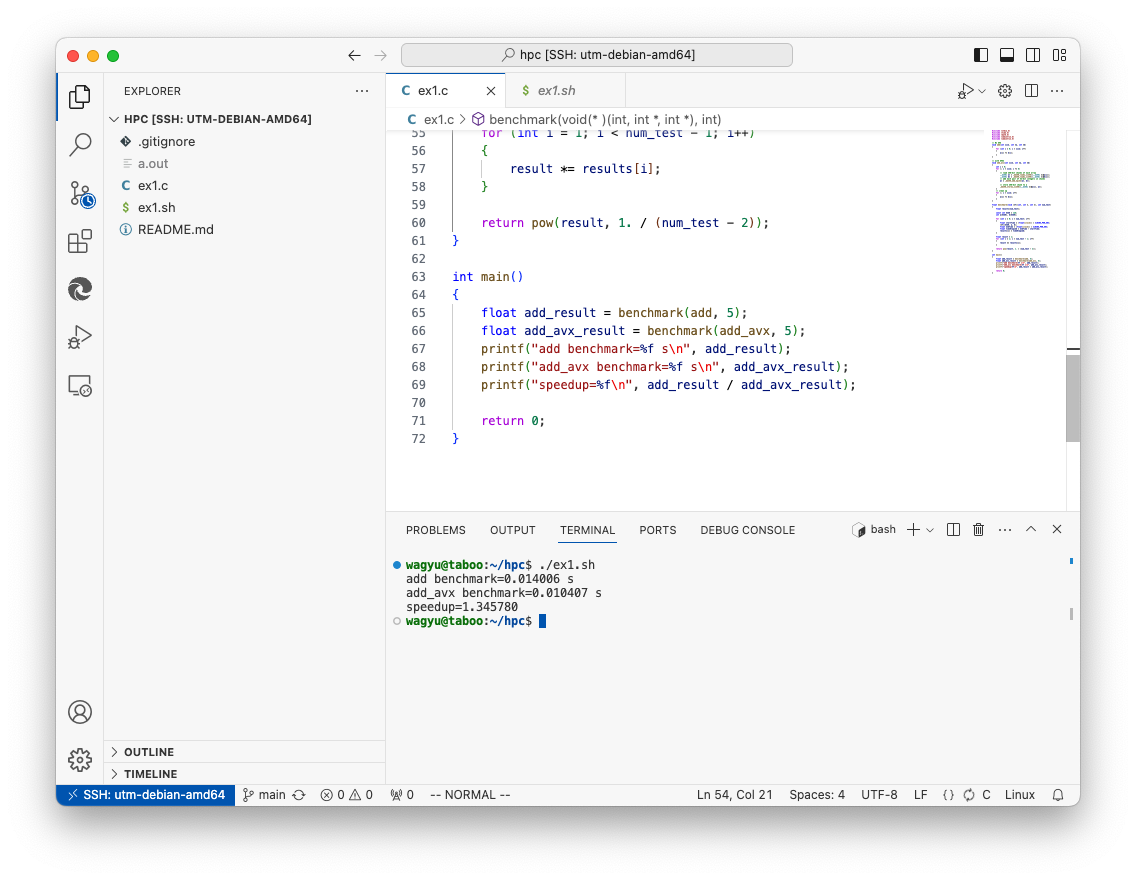 hpc [SSH: utm-debian-amd64]
EXPLORER
HPC [SSH: UTM-DEBIAN-AMD64]
.gitignore
a.out
C ex1.c
$ ex1.sh
README.md
OUTLINE
TIMELINE
C ex1.c
$ ex1.sh
C ex1.c > benchmark(void(* )(int, int *, int *), int)
55 for (int i = 1; i < num_test - 1; i++)
56 {
57 result *= results[i];
58 }
59
60 return pow(result, 1. / (num_test - 2));
61 }
62
63 int main()
64 {
65 float add_result = benchmark(add, 5);
66 float add_avx_result = benchmark(add_avx, 5);
67 printf("add benchmark=%f s\n", add_result);
68 printf("add_avx benchmark=%f s\n", add_avx_result);
69 printf("speedup=%f\n", add_result / add_avx_result);
70
71 return 0;
72 }
PROBLEMS OUTPUT TERMINAL PORTS DEBUG CONSOLE bash
wagyu@taboo:~/hpc$ ./ex1.sh
add benchmark=0.014006 s
add_avx benchmark=0.010407 s
speedup=1.345780
wagyu@taboo:~/hpc$
SSH: utm-debian-amd64 main 0 0 0 -- NORMAL -- Ln 54, Col 21 Spaces: 4 UTF-8 LF {} C Linux